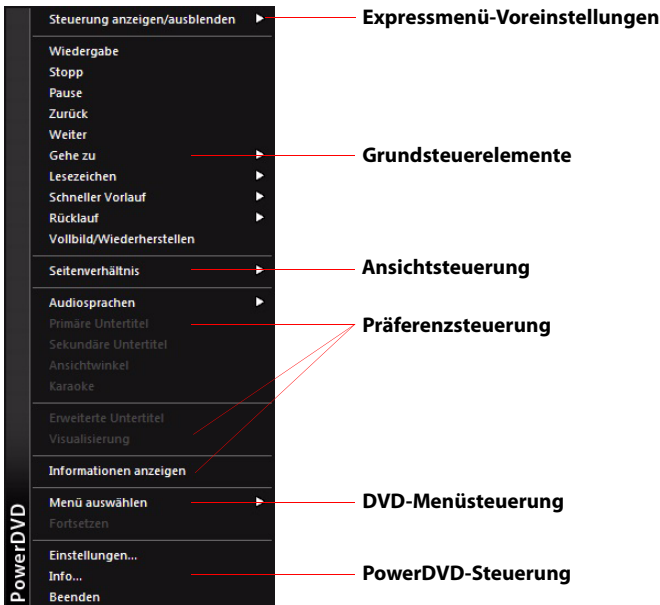 Steuerung anzeigen/ausblenden
Expressmenü-Voreinstellungen
Wiedergabe
Stopp
Pause
Zurück
Weiter
Gehe zu
Grundsteuerelemente
Lesezeichen
Schneller Vorlauf
Rücklauf
Vollbild/Wiederherstellen
Seitenverhältnis
Ansichtsteuerung
Audiosprachen
Primäre Untertitel
Präferenzsteuerung
Sekundäre Untertitel
Ansichtwinkel
Karaoke
Erweiterte Untertitel
Visualisierung
Informationen anzeigen
Menü auswählen
DVD-Menüsteuerung
Fortsetzen
Einstellungen...
Info...
PowerDVD-Steuerung
Beenden
PowerDVD